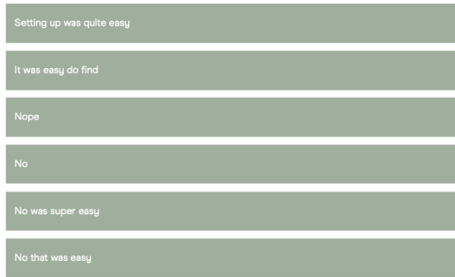 Setting up was quite easy
It was easy do find
Nope
No
No was super easy
No that was easy